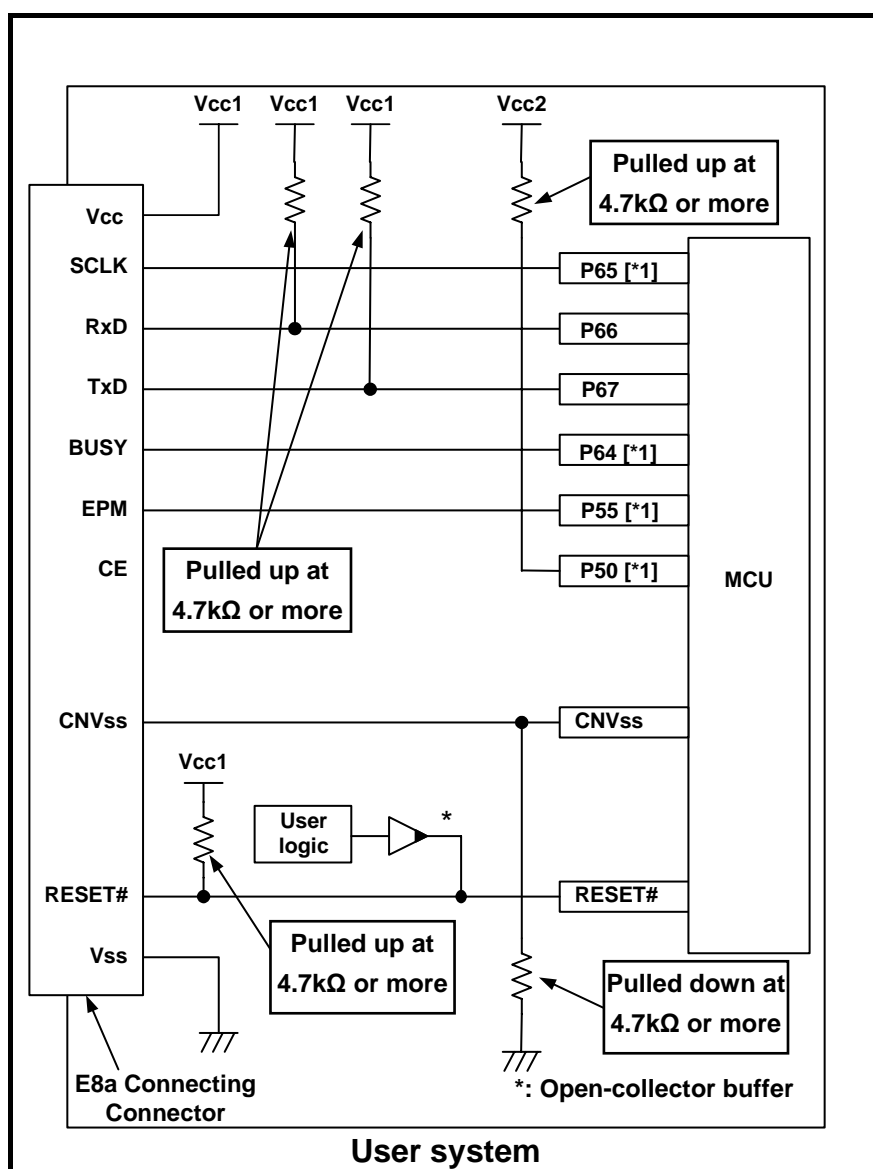 Vcc1
Vcc1
Vcc1
Vcc2
Pulled up at
4.7kΩ or more
Vcc
SCLK
P65 [*1]
RxD
P66
TxD
P67
BUSY
P64 [*1]
EPM
P55 [*1]
CE
P50 [*1]
Pulled up at
4.7kΩ or more
MCU
CNVss
CNVss
Vcc1
User
logic
*
RESET#
RESET#
Pulled up at
4.7kΩ or more
Vss
Pulled down at
4.7kΩ or more
E8a Connecting
Connector
*: Open-collector buffer
User system